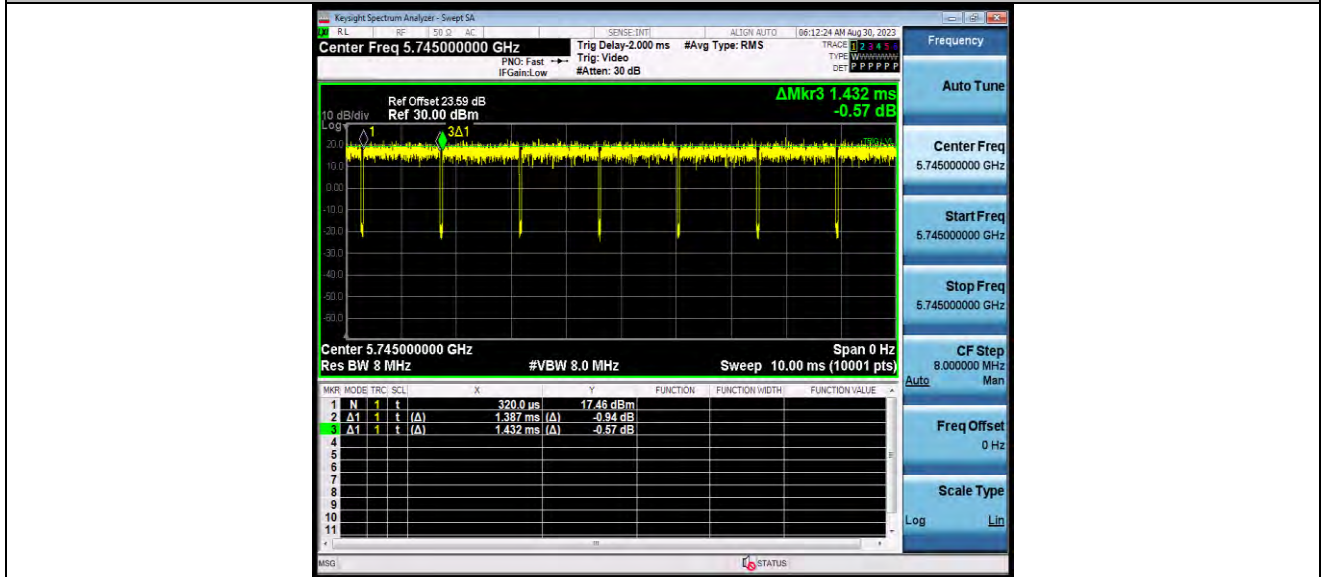 Keysight Spectrum Analyzer - Swept SA
RL RF 50 Ω AC SENSE:INT ALIGN AUTO 06:12:24 AM Aug 30, 2023
Center Freq 5.745000000 GHz
Trig Delay-2.000 ms #Avg Type: RMS
TRACE 1 2 3 4 5 6
PNO: Fast Trig: Video
TYPE WWWWWW
IFGain:Low #Atten: 30 dB
DET P P P P P P
ΔMkr3 1.432 ms
-0.57 dB
Ref Offset 23.59 dB
10 dB/div Ref 30.00 dBm
Log
1
3Δ1
20.0
10.0
0.00
-10.0
-20.0
-30.0
-40.0
-50.0
-60.0
Center 5.745000000 GHz Span 0 Hz
Res BW 8 MHz #VBW 8.0 MHz Sweep 10.00 ms (10001 pts)
MKR MODE TRC SCL X Y FUNCTION FUNCTION WIDTH FUNCTION VALUE
1 N 1 t 320.0 µs 17.46 dBm
2 Δ1 1 t (Δ) 1.387 ms (Δ) -0.94 dB
3 Δ1 1 t (Δ) 1.432 ms (Δ) -0.57 dB
4
5
6
7
8
9
10
11
MSG STATUS
Frequency
Auto Tune
Center Freq
5.745000000 GHz
Start Freq
5.745000000 GHz
Stop Freq
5.745000000 GHz
CF Step
8.000000 MHz
Auto Man
Freq Offset
0 Hz
Scale Type
Log Lin